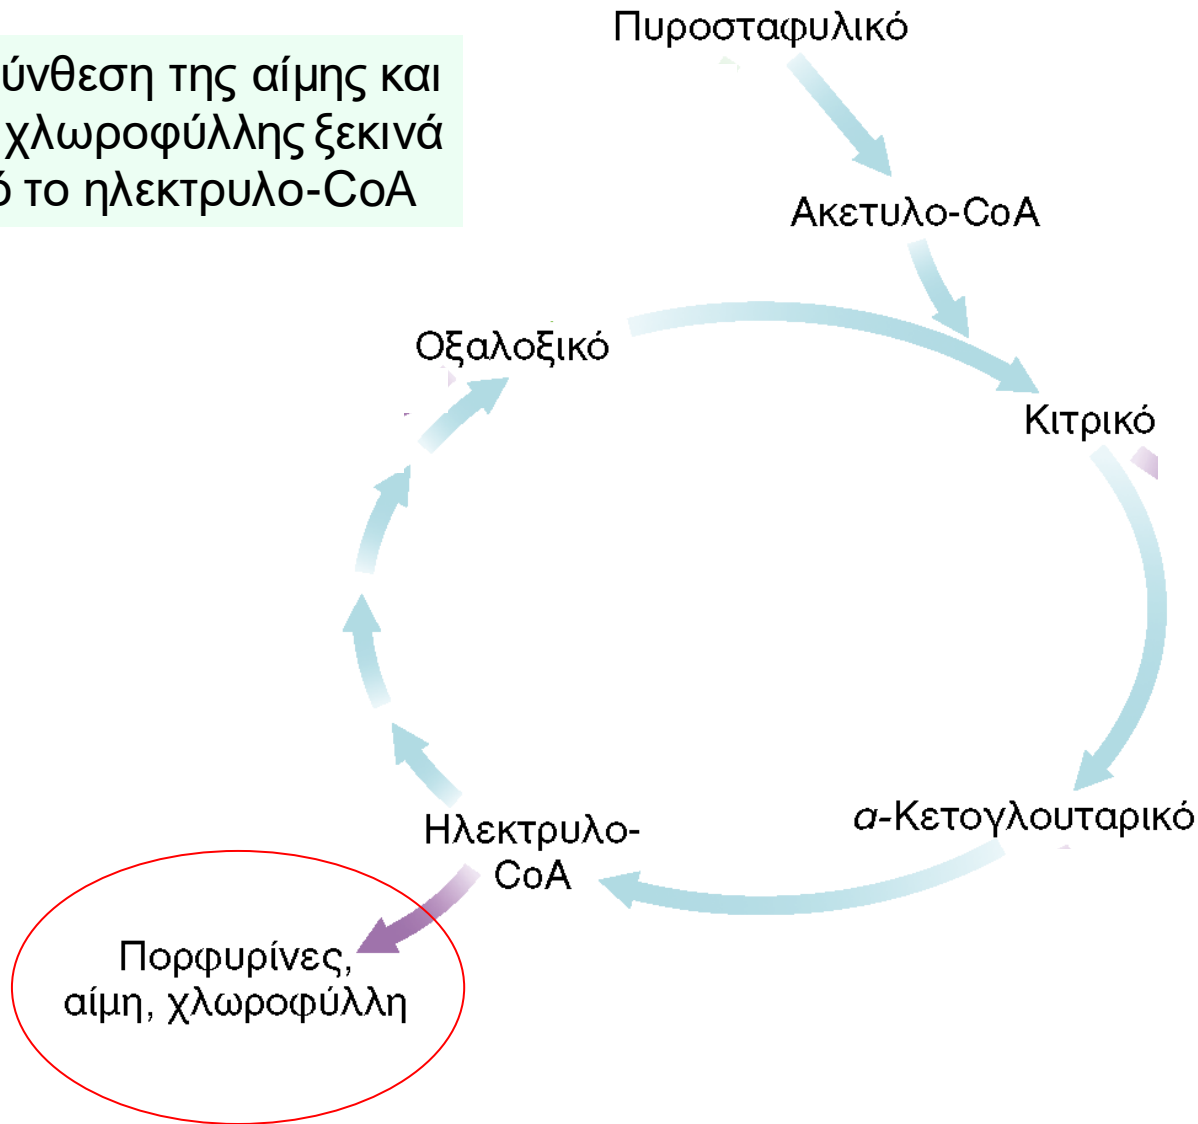 Πυροσταφυλικό
ύνθεση της αίμης και
χλωροφύλλης ξεκινά
ό το ηλεκτρυλο-CoA
Ακετυλο-CoA
Οξαλοξικό
Κιτρικό
α-Κετογλουταρικό
Ηλεκτρυλο-
CoA
Πορφυρίνες,
αίμη, χλωροφύλλη